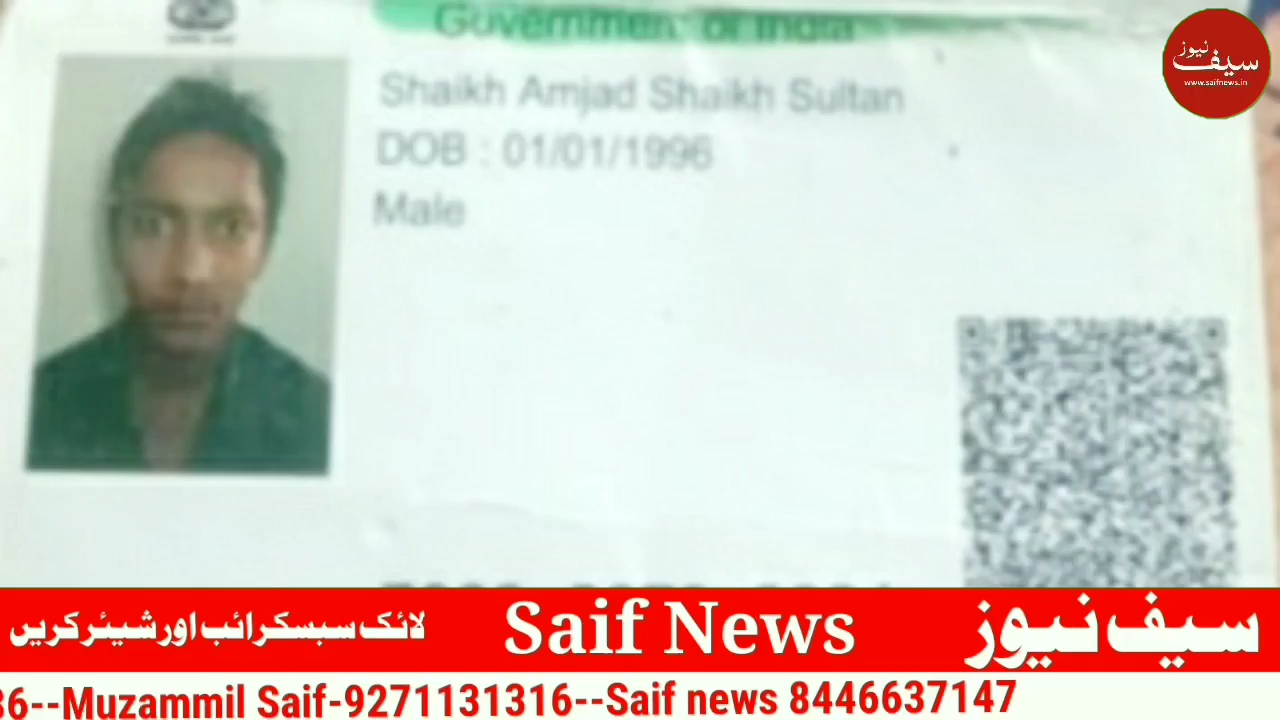 Government of India
سیف نیوز
www.saifnews.in
Shaikh Amjad Shaikh Sultan
DOB : 01/01/1996
Male
لائک سبسکرائب اور شیئر کریں
Saif News
سیف نیوز
36--Muzammil Saif-9271131316--Saif news 8446637147